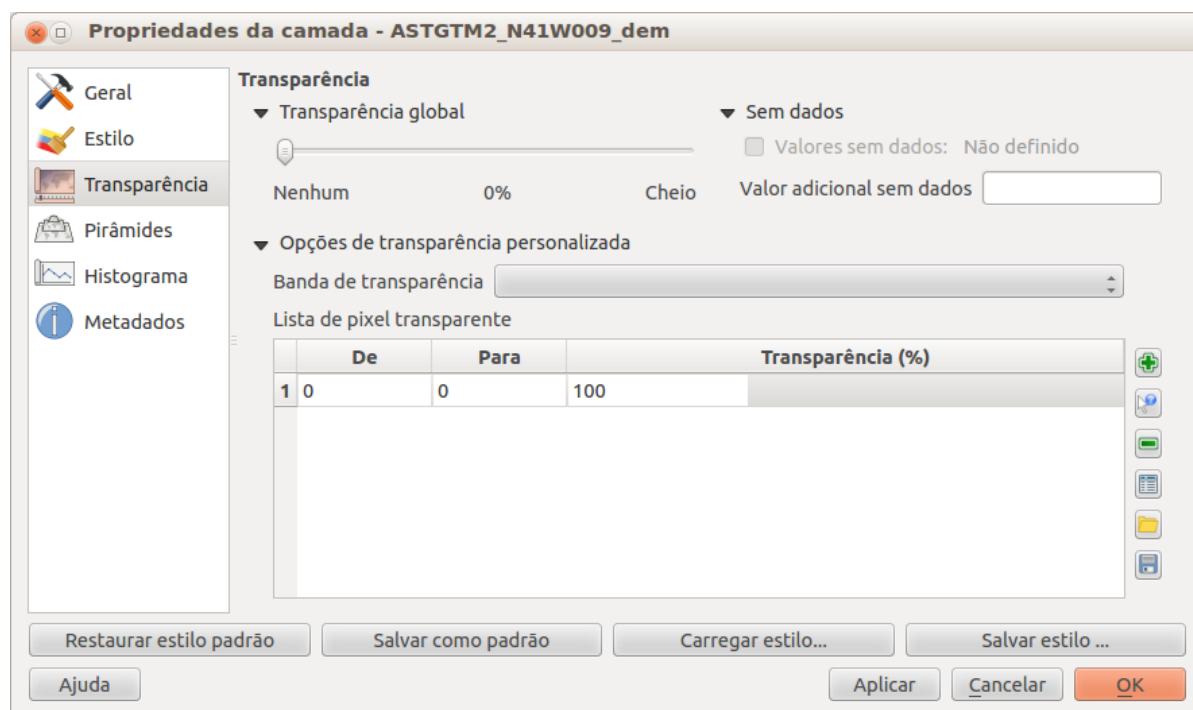 Propriedades da camada - ASTGTM2_N41W009_dem
Geral
Estilo
Transparência
Pirâmides
Histograma
Metadados
Transparência
Transparência global
Nenhum 0% Cheio
Sem dados
Valores sem dados: Não definido
Valor adicional sem dados
Opções de transparência personalizada
Banda de transparência
Lista de pixel transparente
De Para Transparência (%)
1 0 0 100
Restaurar estilo padrão Salvar como padrão Carregar estilo... Salvar estilo ...
Ajuda Aplicar Cancelar OK